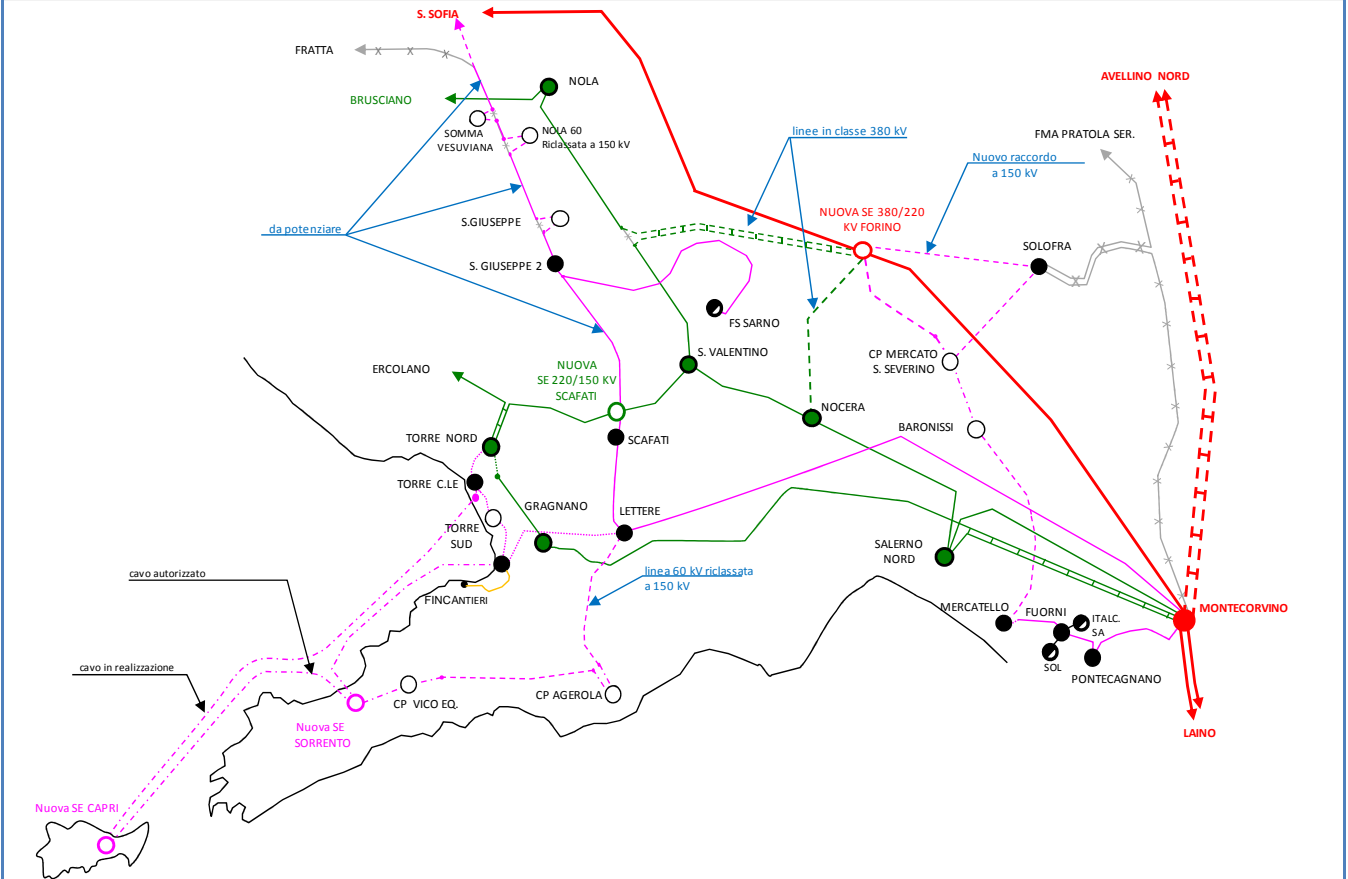 S. SOFIA
FRATTA
NOLA
BRUSCIANO
AVELLINO NORD
SOMMA
VESUVIANA
NOLA 60
Riclassata a 150 kV
linee in classe 380 kV
FMA PRATOLA SER.
Nuovo raccordo
a 150 kV
da potenziare
S.GIUSEPPE
NUOVA SE 380/220
KV FORINO
SOLOFRA
S. GIUSEPPE 2
FS SARNO
S. VALENTINO
CP MERCATO
S. SEVERINO
ERCOLANO
NUOVA
SE 220/150 KV
SCAFATI
NOCERA
BARONISSI
TORRE NORD
SCAFATI
TORRE C.LE
GRAGNANO
LETTERE
TORRE
SUD
SALERNO
NORD
cavo autorizzato
linea 60 kV riclassata
a 150 kV
FINCANTIERI
MERCATELLO
FUORNI
ITALC.
SA
MONTECORVINO
SOL
PONTECAGNANO
cavo in realizzazione
CP VICO EQ.
CP AGEROLA
Nuova SE
SORRENTO
LAINO
Nuova SE CAPRI